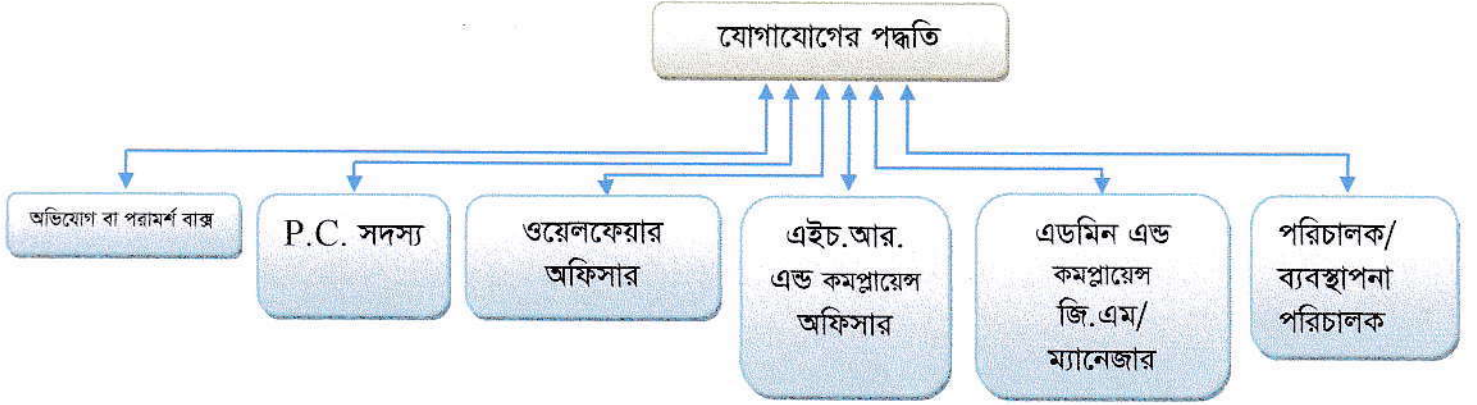 যোগাযোগের পদ্ধতি
অভিযোগ বা পরামর্শ বাক্স
P.C. সদস্য
ওয়েলফেয়ার
অফিসার
এইচ.আর.
এন্ড কমপ্লায়েন্স
অফিসার
এডমিন এন্ড
কমপ্লায়েন্স
জি.এম/
ম্যানেজার
পরিচালক/
ব্যবস্থাপনা
পরিচালক